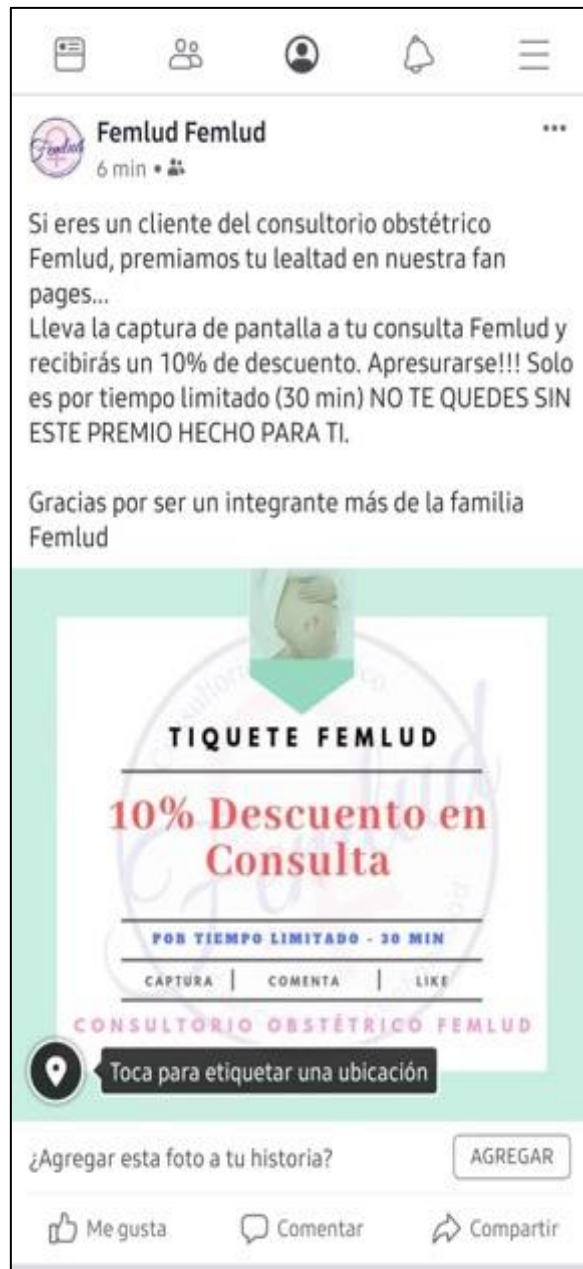 Femlud
Femlud Femlud
6 min •
Si eres un cliente del consultorio obstétrico
Femlud, premiamos tu lealtad en nuestra fan
pages...
Lleva la captura de pantalla a tu consulta Femlud y
recibirás un 10% de descuento. Apresurarse!!! Solo
es por tiempo limitado (30 min) NO TE QUEDES SIN
ESTE PREMIO HECHO PARA TI.
Gracias por ser un integrante más de la familia
Femlud
TIQUETE FEMLUD
10% Descuento en
Consulta
POR TIEMPO LIMITADO - 30 MIN
CAPTURA | COMENTA | LIKE
CONSULTORIO OBSTÉTRICO FEMLUD
Femlud
Toca para etiquetar una ubicación
¿Agregar esta foto a tu historia?
AGREGAR
Me gusta Comentar Compartir